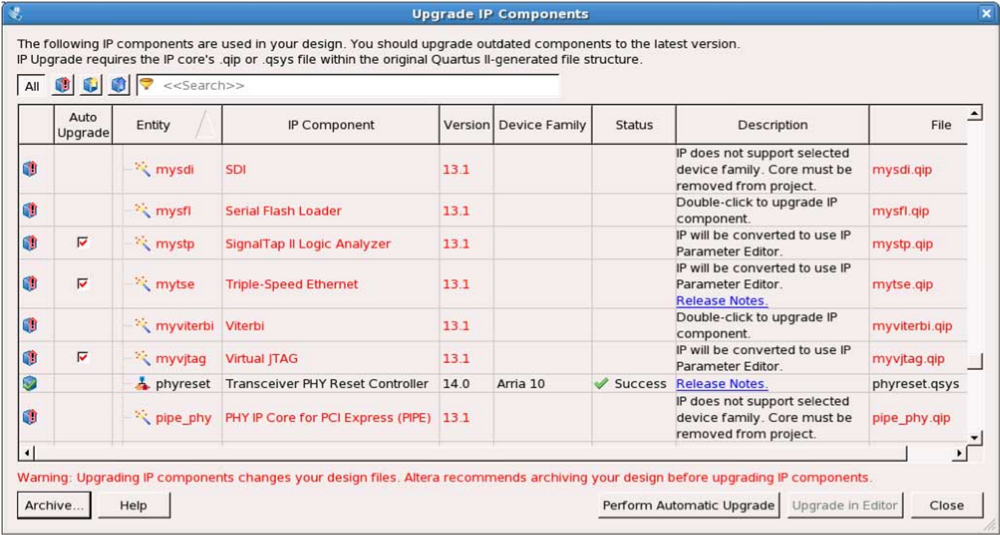 Upgrade IP Components
The following IP components are used in your design. You should upgrade outdated components to the latest version.
IP Upgrade requires the IP core's .qip or .qsys file within the original Quartus II-generated file structure.
All <<Search>>
Auto Upgrade Entity IP Component Version Device Family Status Description File
mysdi SDI 13.1 IP does not support selected device family. Core must be removed from project. mysdi.qip
mysfl Serial Flash Loader 13.1 Double-click to upgrade IP component. mysfl.qip
mystp SignalTap II Logic Analyzer 13.1 IP will be converted to use IP Parameter Editor. mystp.qip
mytse Triple-Speed Ethernet 13.1 IP will be converted to use IP Parameter Editor. Release Notes. mytse.qip
myviterbi Viterbi 13.1 Double-click to upgrade IP component. myviterbi.qip
myvjtag Virtual JTAG 13.1 IP will be converted to use IP Parameter Editor. myvjtag.qip
phyreset Transceiver PHY Reset Controller 14.0 Arria 10 Success Release Notes. phyreset.qsys
pipe_phy PHY IP Core for PCI Express (PIPE) 13.1 IP does not support selected device family. Core must be removed from project. pipe_phy.qip
Warning: Upgrading IP components changes your design files. Altera recommends archiving your design before upgrading IP components.
Archive... Help Perform Automatic Upgrade Upgrade in Editor Close